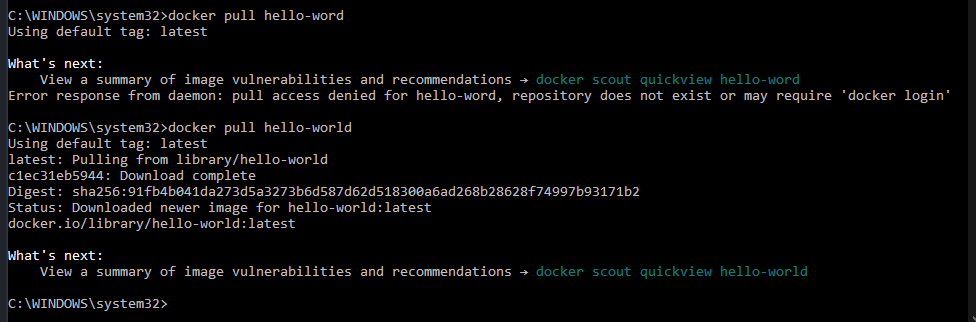 C:\WINDOWS\system32>docker pull hello-word
Using default tag: latest
What's next:
View a summary of image vulnerabilities and recommendations → docker scout quickview hello-word
Error response from daemon: pull access denied for hello-word, repository does not exist or may require 'docker login'
C:\WINDOWS\system32>docker pull hello-world
Using default tag: latest
latest: Pulling from library/hello-world
c1ec31eb5944: Download complete
Digest: sha256:91fb4b041da273d5a3273b6d587d62d518300a6ad268b28628f74997b93171b2
Status: Downloaded newer image for hello-world:latest
docker.io/library/hello-world:latest
What's next:
View a summary of image vulnerabilities and recommendations → docker scout quickview hello-world
C:\WINDOWS\system32>